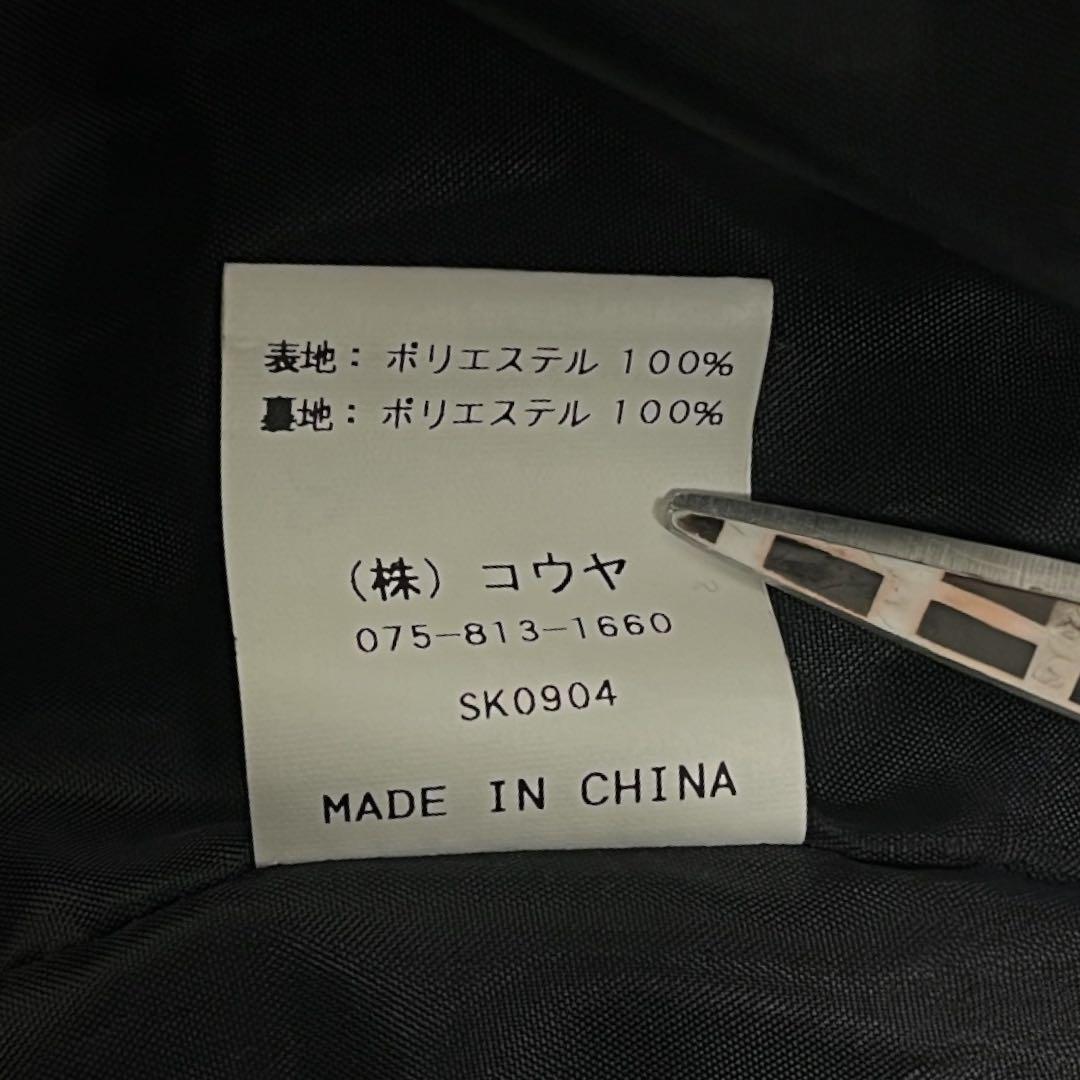 表地：ポリエステル 100%
裏地：ポリエステル 100%
（株）コウヤ
075−813−1660
SK0904
MADE IN CHINA